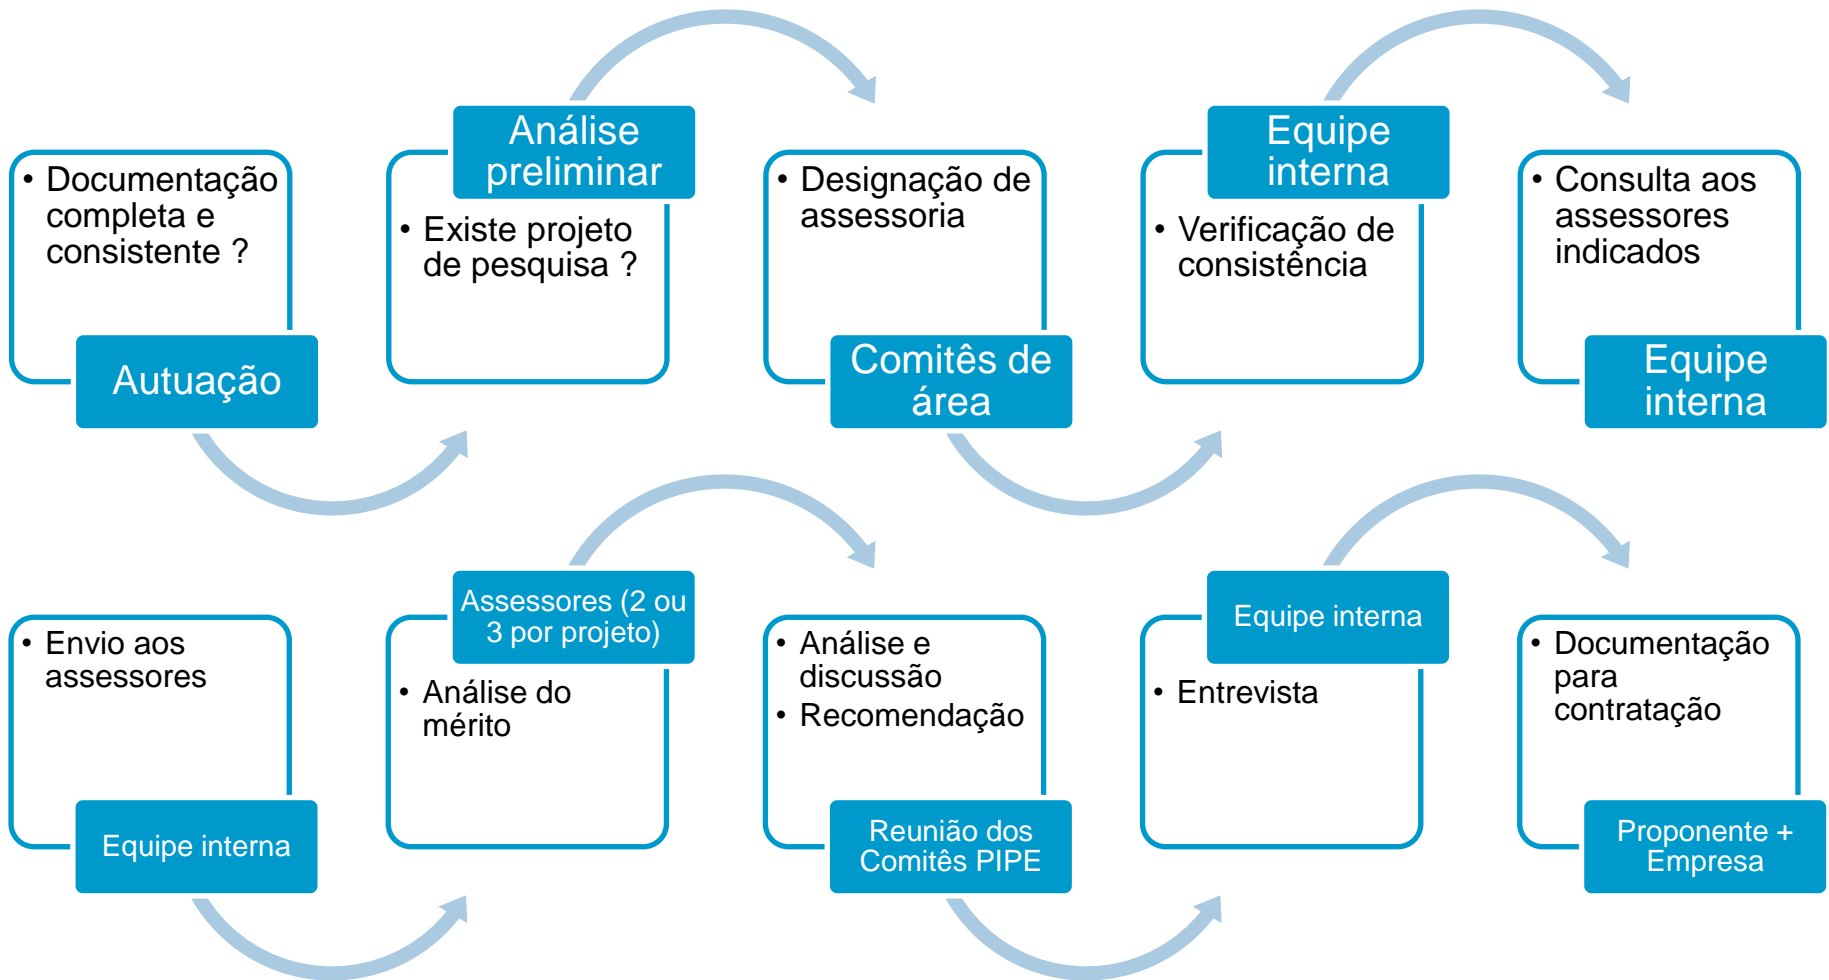 • Documentação
completa e
consistente ?
Autuação
Análise
preliminar
• Existe projeto
de pesquisa ?
• Designação de
assessoria
Comitês de
área
Equipe
interna
• Verificação de
consistência
• Consulta aos
assessores
indicados
Equipe
interna
• Envio aos
assessores
Equipe interna
Assessores (2 ou
3 por projeto)
• Análise do
mérito
• Análise e
discussão
• Recomendação
Reunião dos
Comitês PIPE
Equipe interna
• Entrevista
• Documentação
para
contratação
Proponente +
Empresa